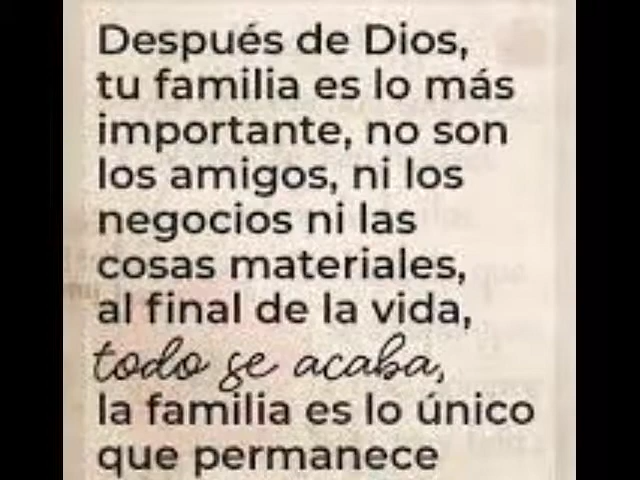 Después de Dios,
tu familia es lo más
importante, no son
los amigos, ni los
negocios ni las
cosas materiales,
al final de la vida,
todo se acaba,
la familia es lo único
que permanece